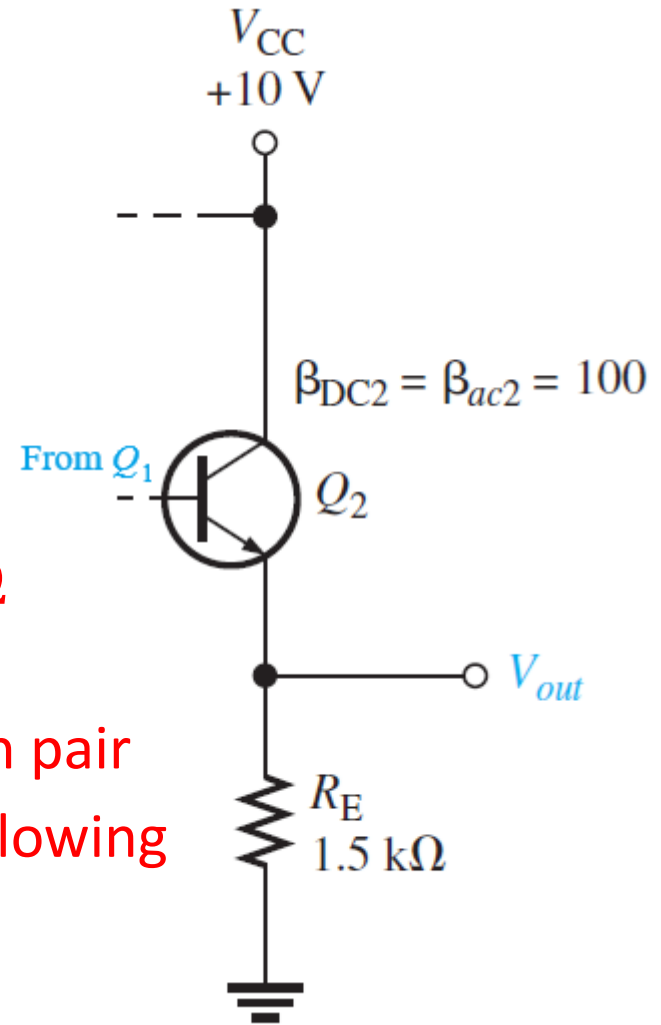 V_CC
+10 V
β_DC2 = β_ac2 = 100
From Q_1
Q_2
V_out
n pair
R_E
lowing
1.5 kΩ